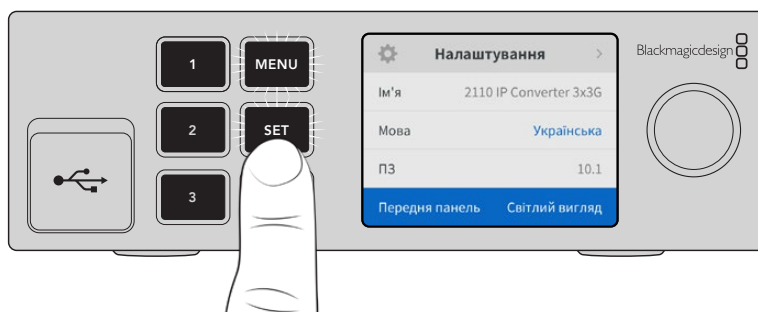 1
MENU
Налаштування
Blackmagicdesign
Ім'я 2110 IP Converter 3x3G
2
SET
Мова Українська
ПЗ 10.1
3
Передня панель Світлий вигляд